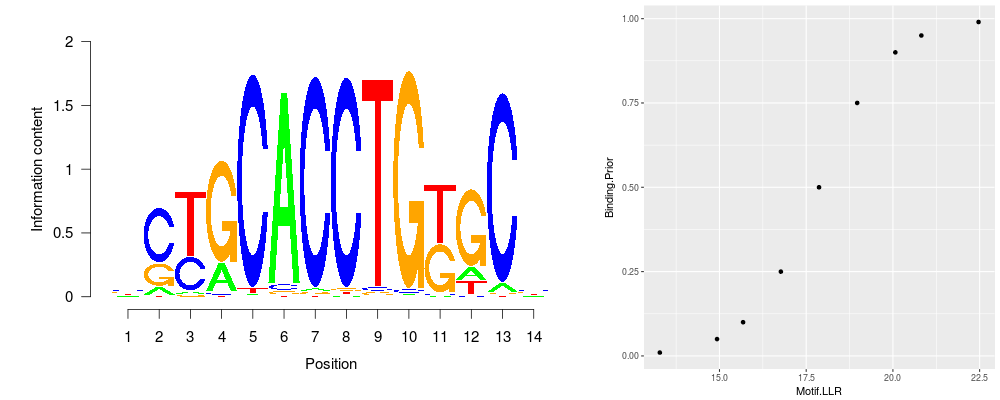 Information content
2
1.5
1
0.5
0
C
G
A
T
C
G
A
C
A
C
C
T
G
T
G
G
A
T
C
A
1 2 3 4 5 6 7 8 9 10 11 12 13 14
Position
Binding.Prior
1.00
0.75
0.50
0.25
0.00
15.0 17.5 20.0 22.5
Motif.LLR